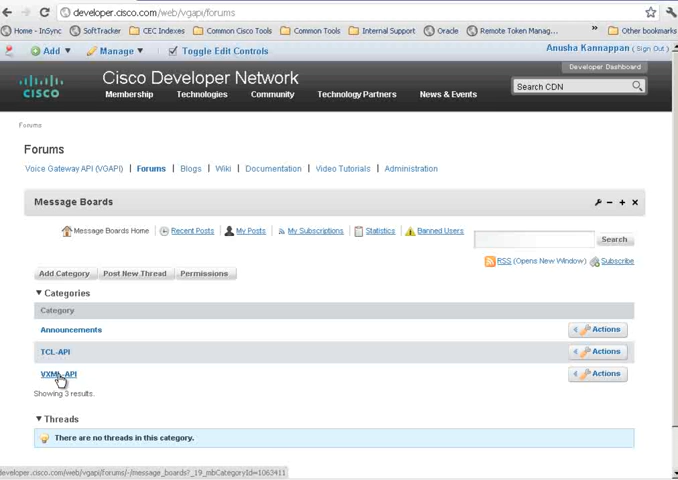 developer.cisco.com/web/vgapi/forums
Home - InSync SoftTracker CEC Indexes Common Cisco Tools Common Tools Internal Support Oracle Remote Token Manag... » Other bookmarks
Add Manage Toggle Edit Controls Anusha Kannappan (Sign Out)
Developer Dashboard
CISCO Cisco Developer Network Search CDN
Membership Technologies Community Technology Partners News & Events
Forums
Forums
Voice Gateway API (VGAPI) | Forums | Blogs | Wiki | Documentation | Video Tutorials | Administration
Message Boards
Message Boards Home Recent Posts My Posts My Subscriptions Statistics Banned Users
Search
RSS (Opens New Window) Subscribe
Add Category Post New Thread Permissions
Categories
Category
Announcements Actions
TCL-API Actions
VXML-API Actions
Showing 3 results.
Threads
There are no threads in this category.
developer.cisco.com/web/vgapi/forums/-/message_boards?_19_mbCategoryId=1063411